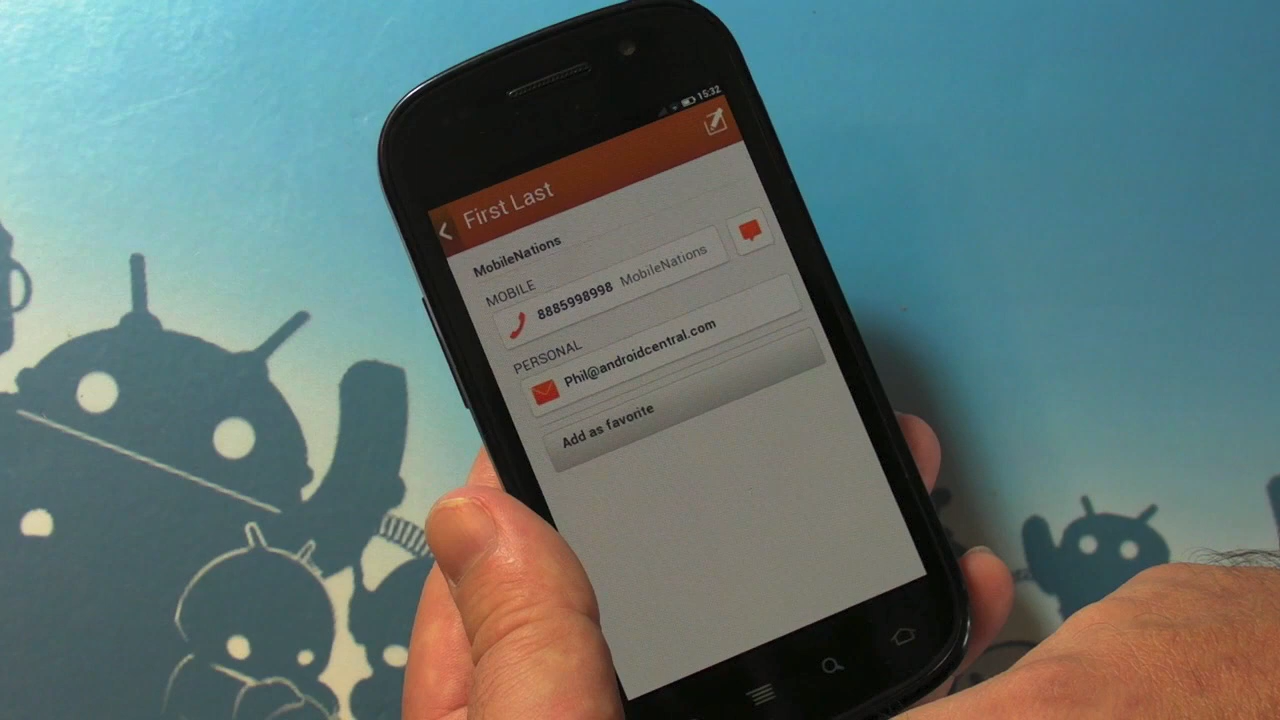 15:32
First Last
MobileNations
MOBILE
8885998998 MobileNations
PERSONAL
Phil@androidcentral.com
Add as favorite